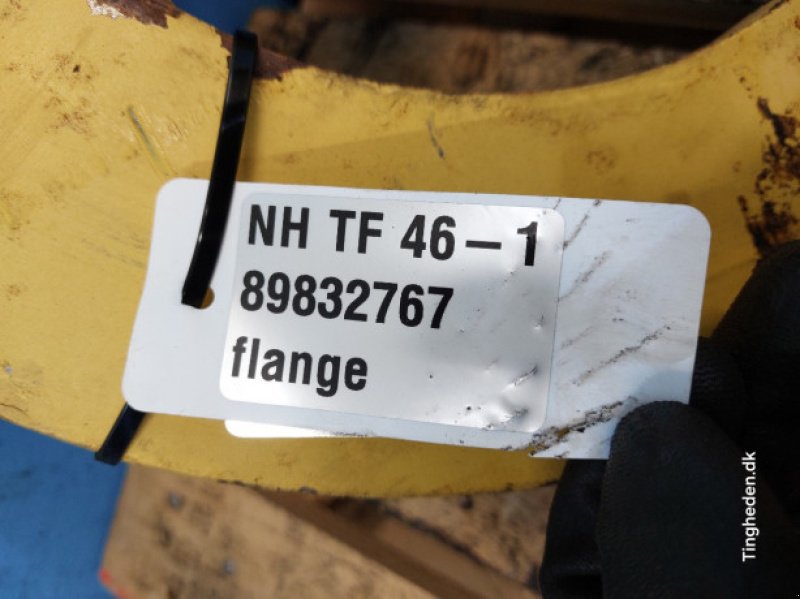 NH TF 46-1
89832767
flange
Tingheden.dk